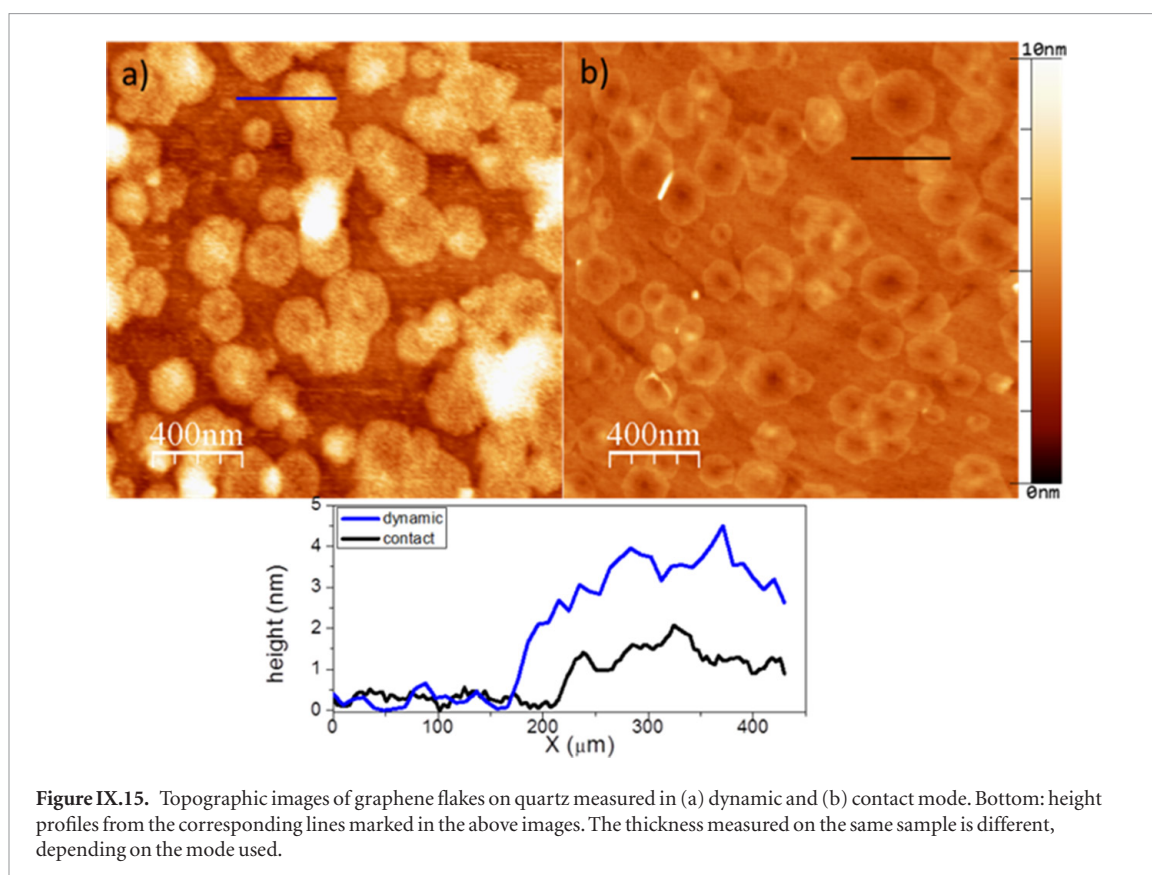 a)
b)
10nm
400nm
400nm
0nm
5
4
3
2
1
0
height (nm)
dynamic
contact
0
100
200
300
400
X (μm)
Figure IX.15. Topographic images of graphene flakes on quartz measured in (a) dynamic and (b) contact mode. Bottom: height
profiles from the corresponding lines marked in the above images. The thickness measured on the same sample is different,
depending on the mode used.